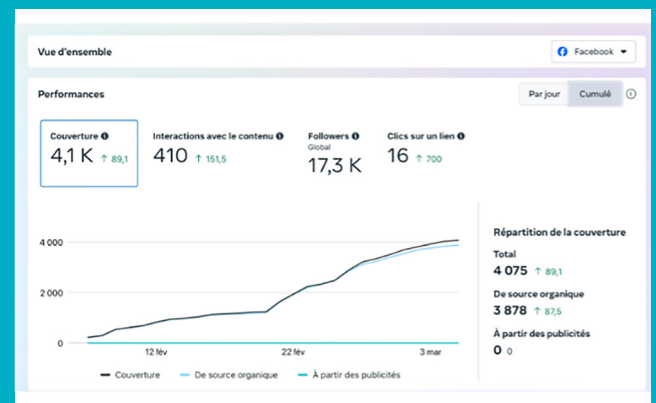 Vue d'ensemble
Facebook
Performances
Par jour
Cumulé
Couverture
4,1 K ↑ 89,1
Interactions avec le contenu
410 ↑ 151,5
Followers
Global
17,3 K
Clics sur un lien
16 ↑ 700
4 000
2 000
0
12 fév
22 fév
3 mar
Couverture
De source organique
À partir des publicités
Répartition de la couverture
Total
4 075 ↑ 89,1
De source organique
3 878 ↑ 87,5
À partir des publicités
0 0